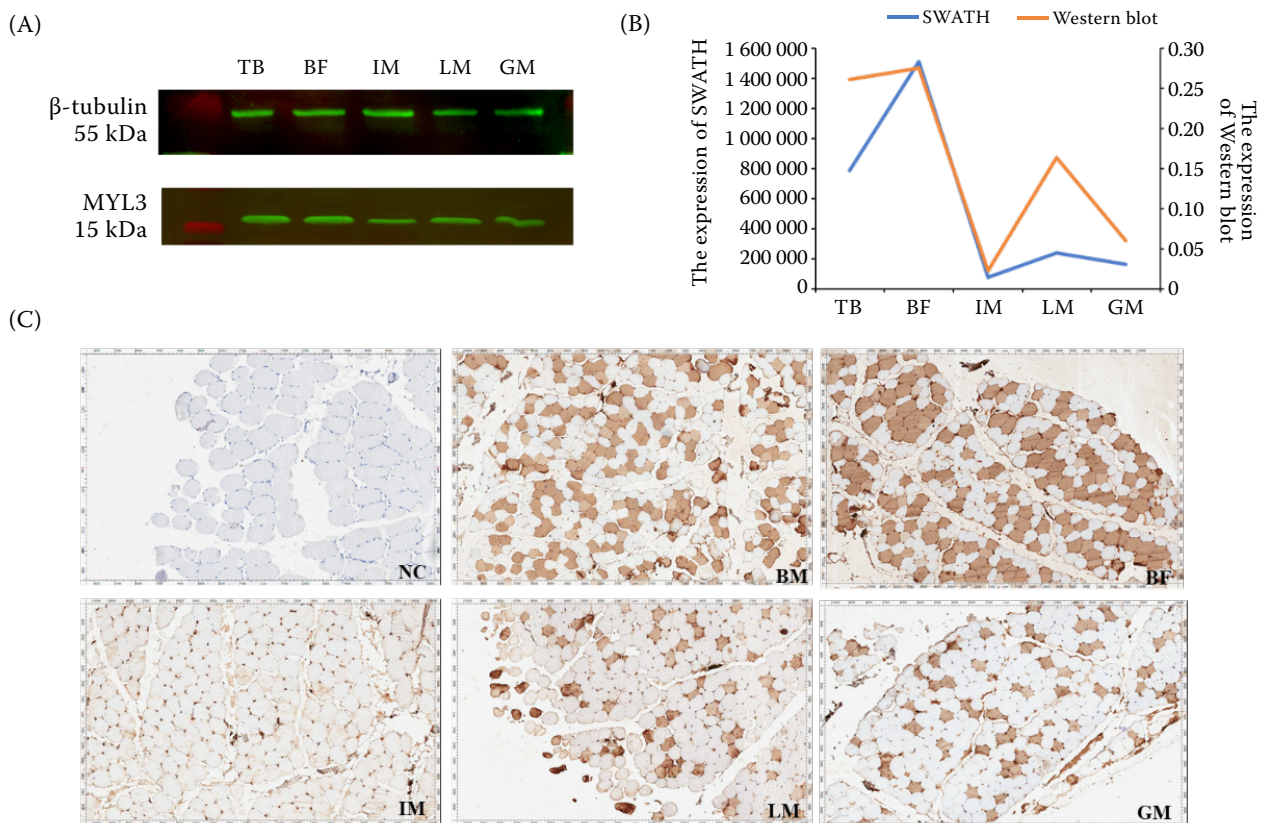 (A)
TB BF IM LM GM
β-tubulin
55 kDa
MYL3
15 kDa
(B)
SWATH Western blot
The expression of SWATH
1 600 000
1 400 000
1 200 000
1 000 000
800 000
600 000
400 000
200 000
0
0.30
0.25
0.20
0.15
0.10
0.05
0
The expression
of Western blot
TB BF IM LM GM
(C)
NC
BM
BF
IM
LM
GM